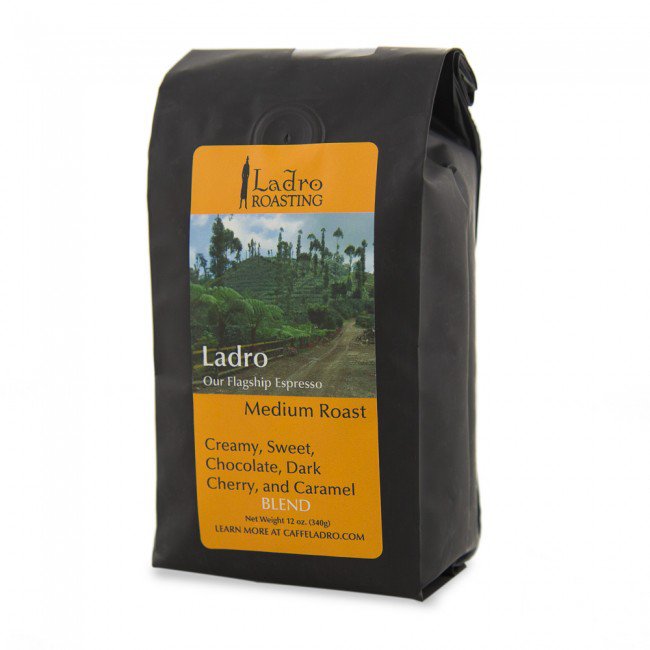 Ladro
ROASTING
Ladro
Our Flagship Espresso
Medium Roast
Creamy, Sweet,
Chocolate, Dark
Cherry, and Caramel
BLEND
Net Weight 12 oz. (340g)
LEARN MORE AT CAFFELADRO.COM